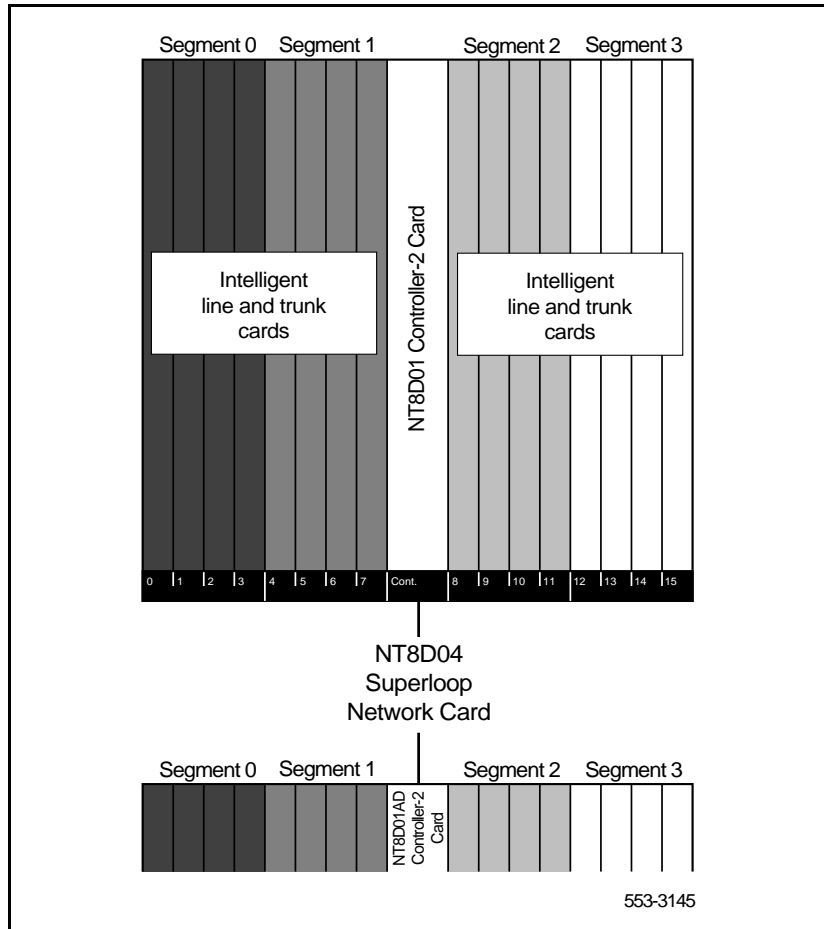 Segment 0 Segment 1 Segment 2 Segment 3
Intelligent
line and trunk
cards
NT8D01 Controller-2 Card
Intelligent
line and trunk
cards
0 1 2 3 4 5 6 7 Cont. 8 9 10 11 12 13 14 15
NT8D04
Superloop
Network Card
Segment 0 Segment 1 Segment 2 Segment 3
NT8D01AD
Controller-2
Card
553-3145